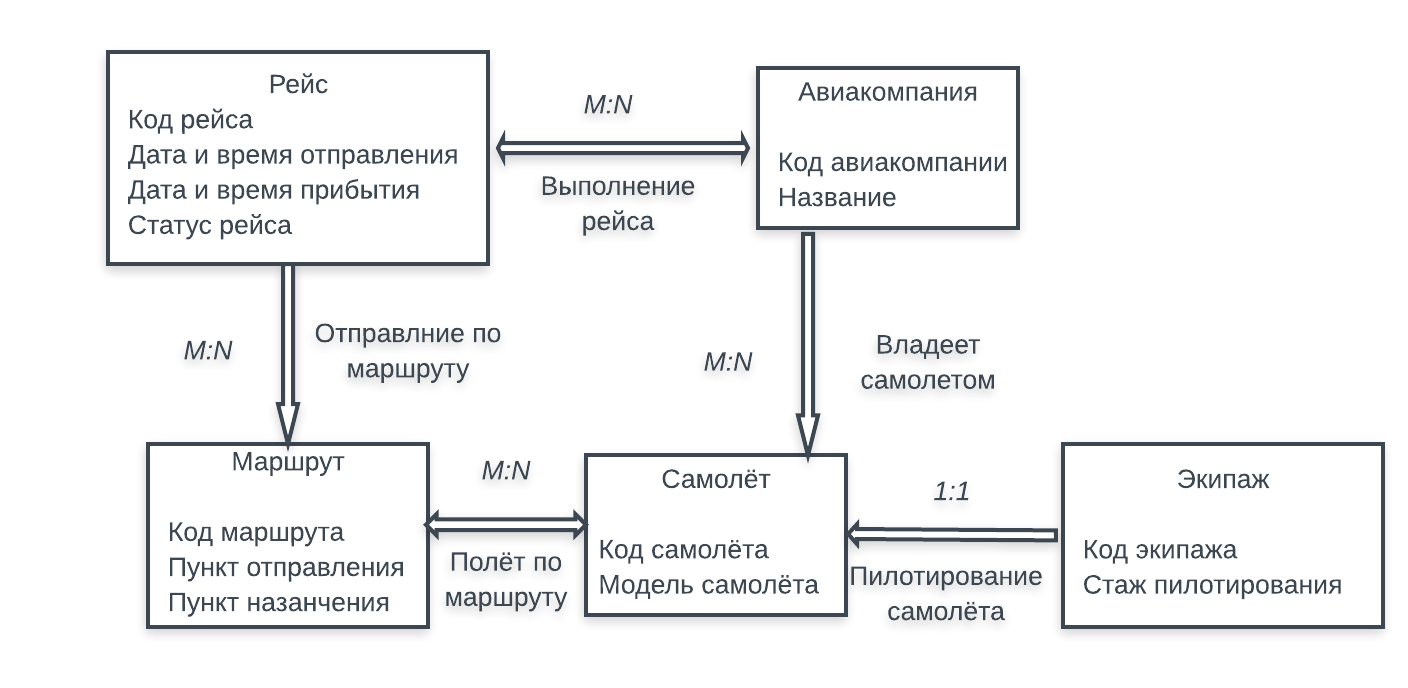 Рейс
Код рейса
Дата и время отправления
Дата и время прибытия
Статус рейса
M:N
Выполнение
рейса
Авиакомпания
Код авиакомпании
Название
M:N
Отправлние по
маршруту
M:N
Владеет
самолетом
Маршрут
Код маршрута
Пункт отправления
Пункт назанчения
M:N
Полёт по
маршруту
Самолёт
Код самолёта
Модель самолёта
1:1
Пилотирование
самолёта
Экипаж
Код экипажа
Стаж пилотирования